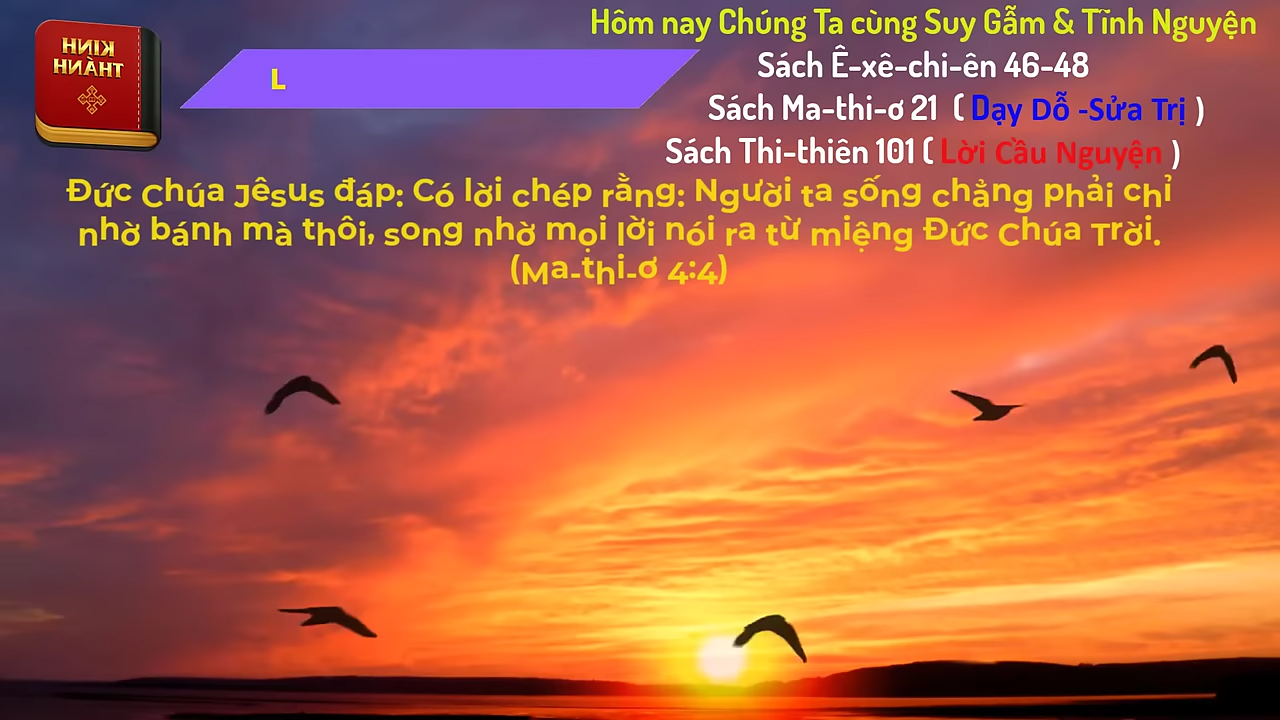 KINH
THÀNH
L
Hôm nay Chúng Ta cùng Suy Gẫm & Tĩnh Nguyện
Sách Ê-xê-chi-ên 46-48
Sách Ma-thi-ơ 21 ( Dạy Dỗ -Sửa Trị )
Sách Thi-thiên 101 ( Lời Cầu Nguyện )
Đức Chúa Jêsus đáp: Có lời chép rằng: Người ta sống chẳng phải chỉ
nhờ bánh mà thôi, song nhờ mọi lời nói ra từ miệng Đức Chúa Trời.
(Ma-thi-ơ 4:4)